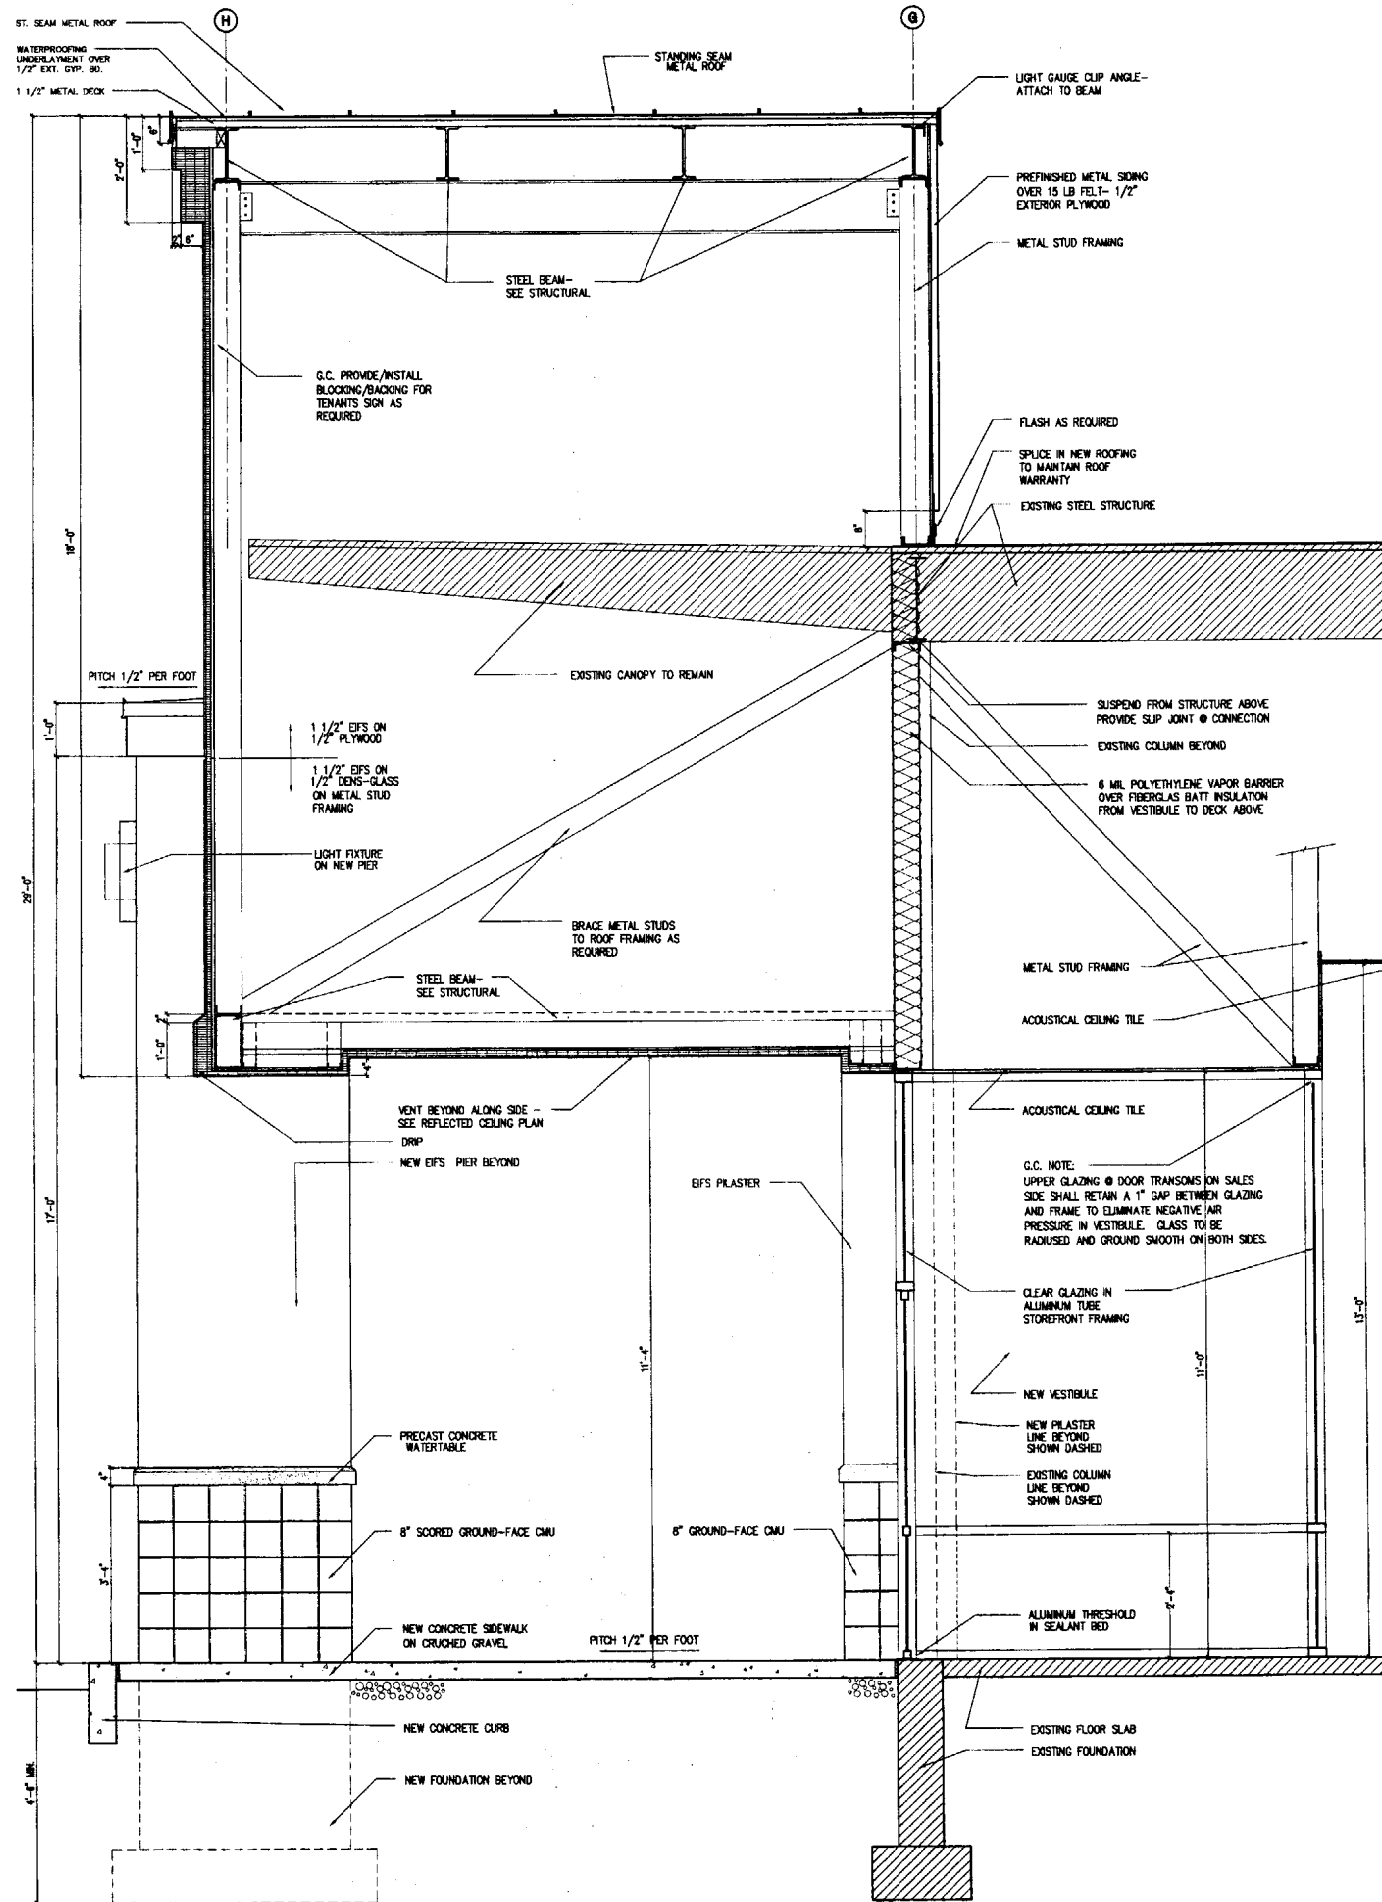 H
G
ST. SEAM METAL ROOF
WATERPROOFING
UNDERLAYMENT OVER
1/2" EXT. GYP. BD.
1 1/2" METAL DECK
STANDING SEAM
METAL ROOF
LIGHT GAUGE CLIP ANGLE-
ATTACH TO BEAM
6"
1'-0"
2'-0"
2"
6"
PREFINISHED METAL SIDING
OVER 15 LB FELT- 1/2"
EXTERIOR PLYWOOD
METAL STUD FRAMING
STEEL BEAM-
SEE STRUCTURAL
G.C. PROVIDE/INSTALL
BLOCKING/BACKING FOR
TENANTS SIGN AS
REQUIRED
FLASH AS REQUIRED
SPLICE IN NEW ROOFING
TO MAINTAIN ROOF
WARRANTY
EXISTING STEEL STRUCTURE
18'-0"
8"
PITCH 1/2" PER FOOT
EXISTING CANOPY TO REMAIN
1'-0"
1 1/2" EIFS ON
1/2" PLYWOOD
1 1/2" EIFS ON
1/2" DENS-GLASS
ON METAL STUD
FRAMING
SUSPEND FROM STRUCTURE ABOVE
PROVIDE SLIP JOINT @ CONNECTION
EXISTING COLUMN BEYOND
6 MIL POLYETHYLENE VAPOR BARRIER
OVER FIBERGLAS BATT INSULATION
FROM VESTIBULE TO DECK ABOVE
LIGHT FIXTURE
ON NEW PIER
29'-0"
BRACE METAL STUDS
TO ROOF FRAMING AS
REQUIRED
STEEL BEAM-
SEE STRUCTURAL
METAL STUD FRAMING
ACOUSTICAL CEILING TILE
2"
1'-0"
4"
VENT BEYOND ALONG SIDE -
SEE REFLECTED CEILING PLAN
DRIP
NEW EIFS PIER BEYOND
ACOUSTICAL CEILING TILE
EIFS PILASTER
G.C. NOTE:
UPPER GLAZING @ DOOR TRANSOMS ON SALES
SIDE SHALL RETAIN A 1" GAP BETWEEN GLAZING
AND FRAME TO ELIMINATE NEGATIVE AIR
PRESSURE IN VESTIBULE. GLASS TO BE
RADIUSED AND GROUND SMOOTH ON BOTH SIDES.
17'-0"
CLEAR GLAZING IN
ALUMINUM TUBE
STOREFRONT FRAMING
13'-0"
11'-4"
11'-0"
NEW VESTIBULE
NEW PILASTER
LINE BEYOND
SHOWN DASHED
PRECAST CONCRETE
WATERTABLE
4"
EXISTING COLUMN
LINE BEYOND
SHOWN DASHED
8" SCORED GROUND-FACE CMU
8" GROUND-FACE CMU
3'-4"
2'-4"
ALUMINUM THRESHOLD
IN SEALANT BED
NEW CONCRETE SIDEWALK
ON CRUCHED GRAVEL
PITCH 1/2" PER FOOT
NEW CONCRETE CURB
EXISTING FLOOR SLAB
EXISTING FOUNDATION
NEW FOUNDATION BEYOND